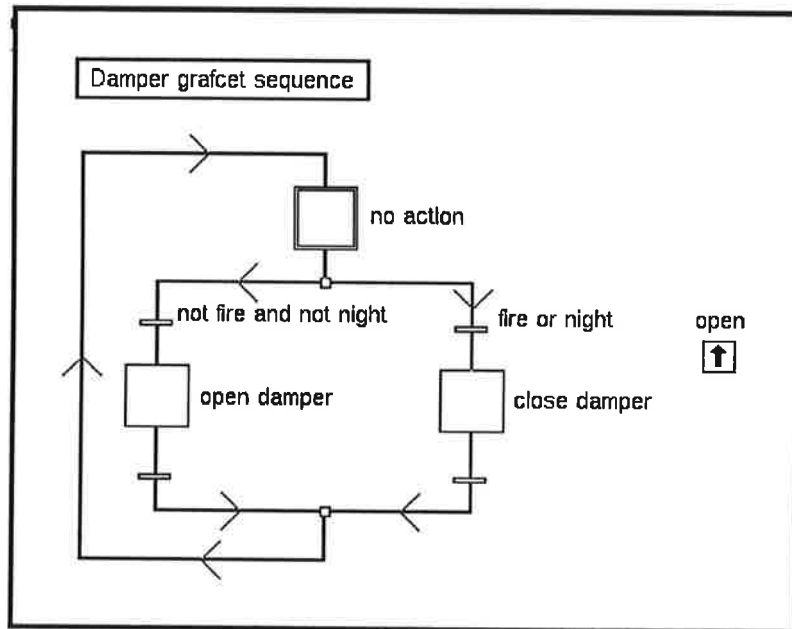 Damper grafcet sequence
no action
not fire and not night
fire or night
open
open damper
close damper